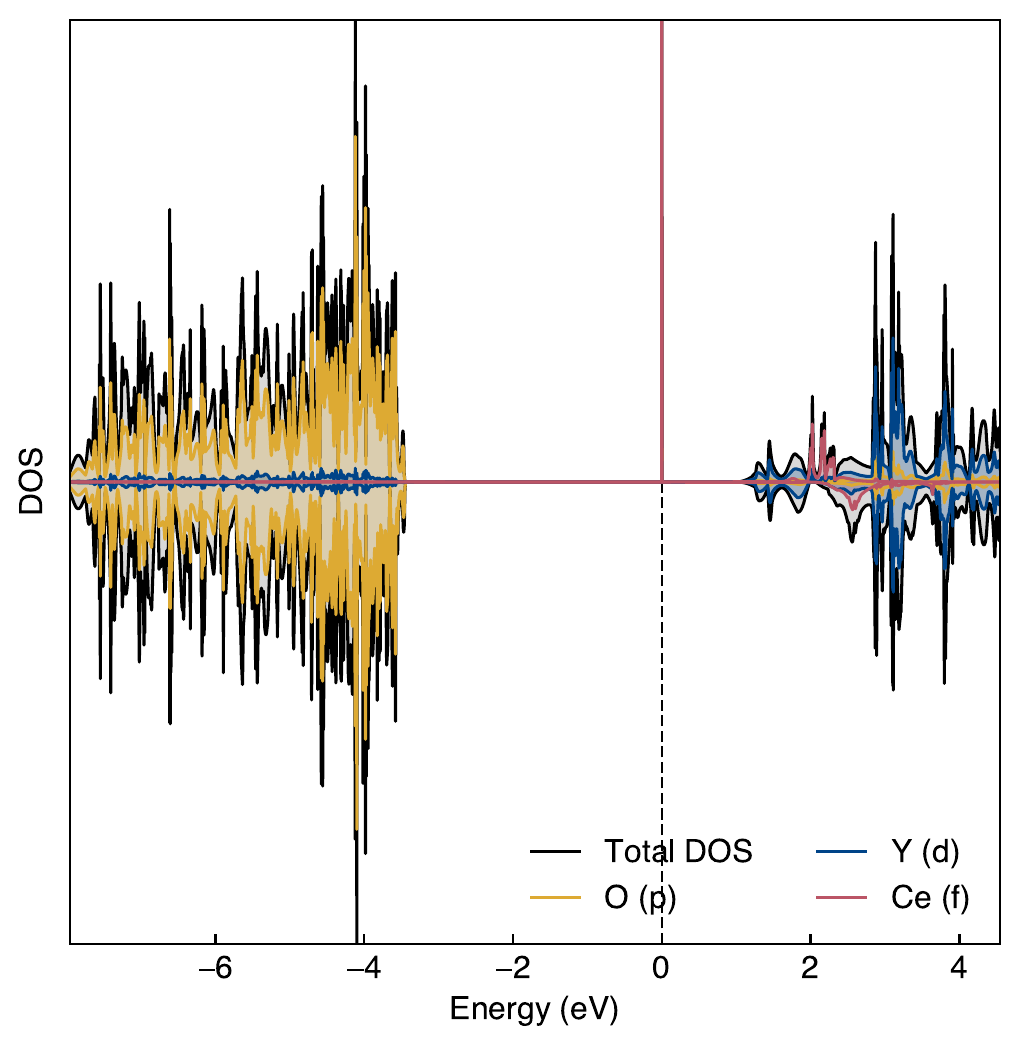 DOS
Total DOS
Y (d)
O (p)
Ce (f)
−6
−4
−2
0
2
4
Energy (eV)